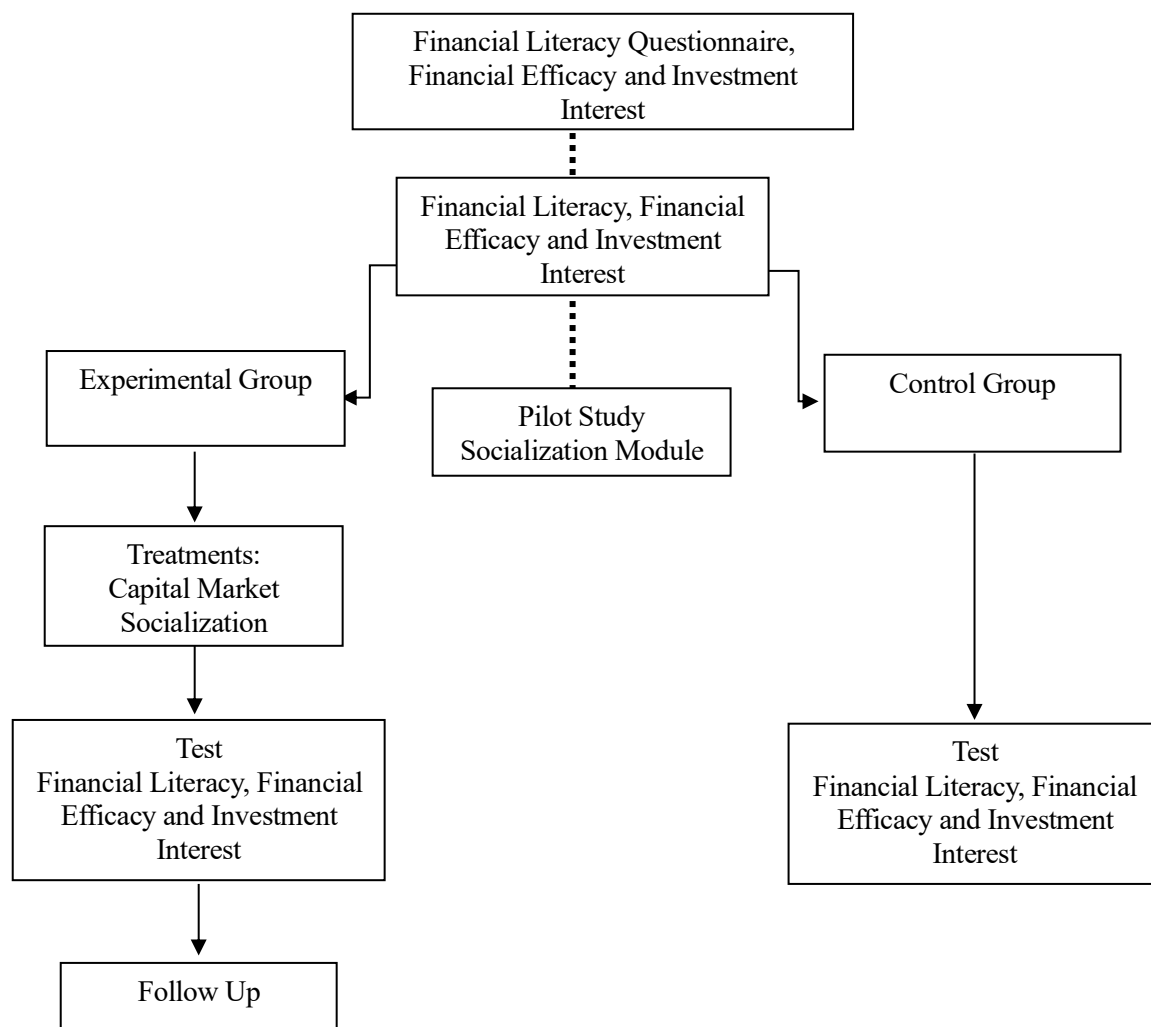 Financial Literacy Questionnaire,
Financial Efficacy and Investment
Interest
Financial Literacy, Financial
Efficacy and Investment
Interest
Experimental Group
Pilot Study
Socialization Module
Control Group
Treatments:
Capital Market
Socialization
Test
Financial Literacy, Financial
Efficacy and Investment
Interest
Test
Financial Literacy, Financial
Efficacy and Investment
Interest
Follow Up